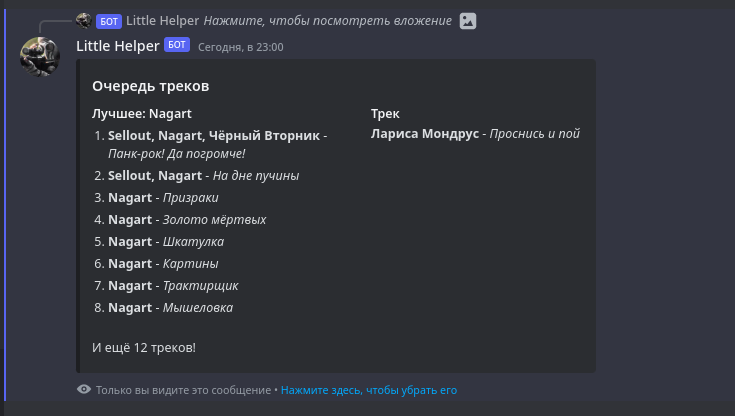 БОТ Little Helper Нажмите, чтобы посмотреть вложение
Little Helper БОТ Сегодня, в 23:00
Очередь треков
Лучшее: Nagart
1. Sellout, Nagart, Чёрный Вторник -
Панк-рок! Да погромче!
2. Sellout, Nagart - На дне пучины
3. Nagart - Призраки
4. Nagart - Золото мёртвых
5. Nagart - Шкатулка
6. Nagart - Картины
7. Nagart - Трактирщик
8. Nagart - Мышеловка
Трек
Лариса Мондрус - Проснись и пой
И ещё 12 треков!
Только вы видите это сообщение • Нажмите здесь, чтобы убрать его